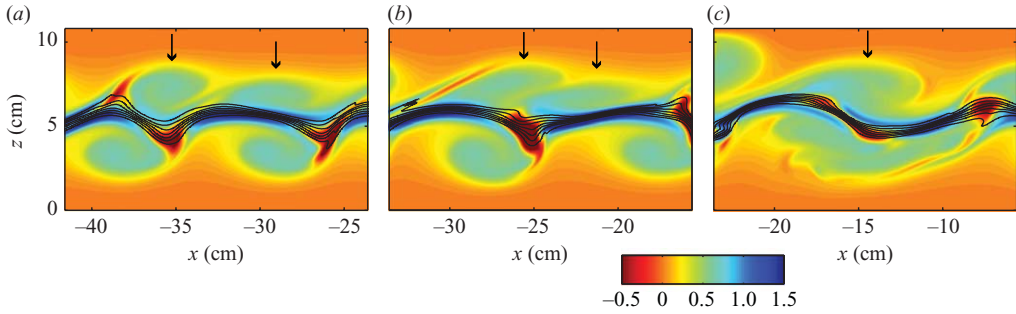 (a) (b) (c)
10
z (cm) 5
0
–40 –35 –30 –25 –30 –25 –20 –20 –15 –10
x (cm) x (cm) x (cm)
–0.5 0 0.5 1.0 1.5